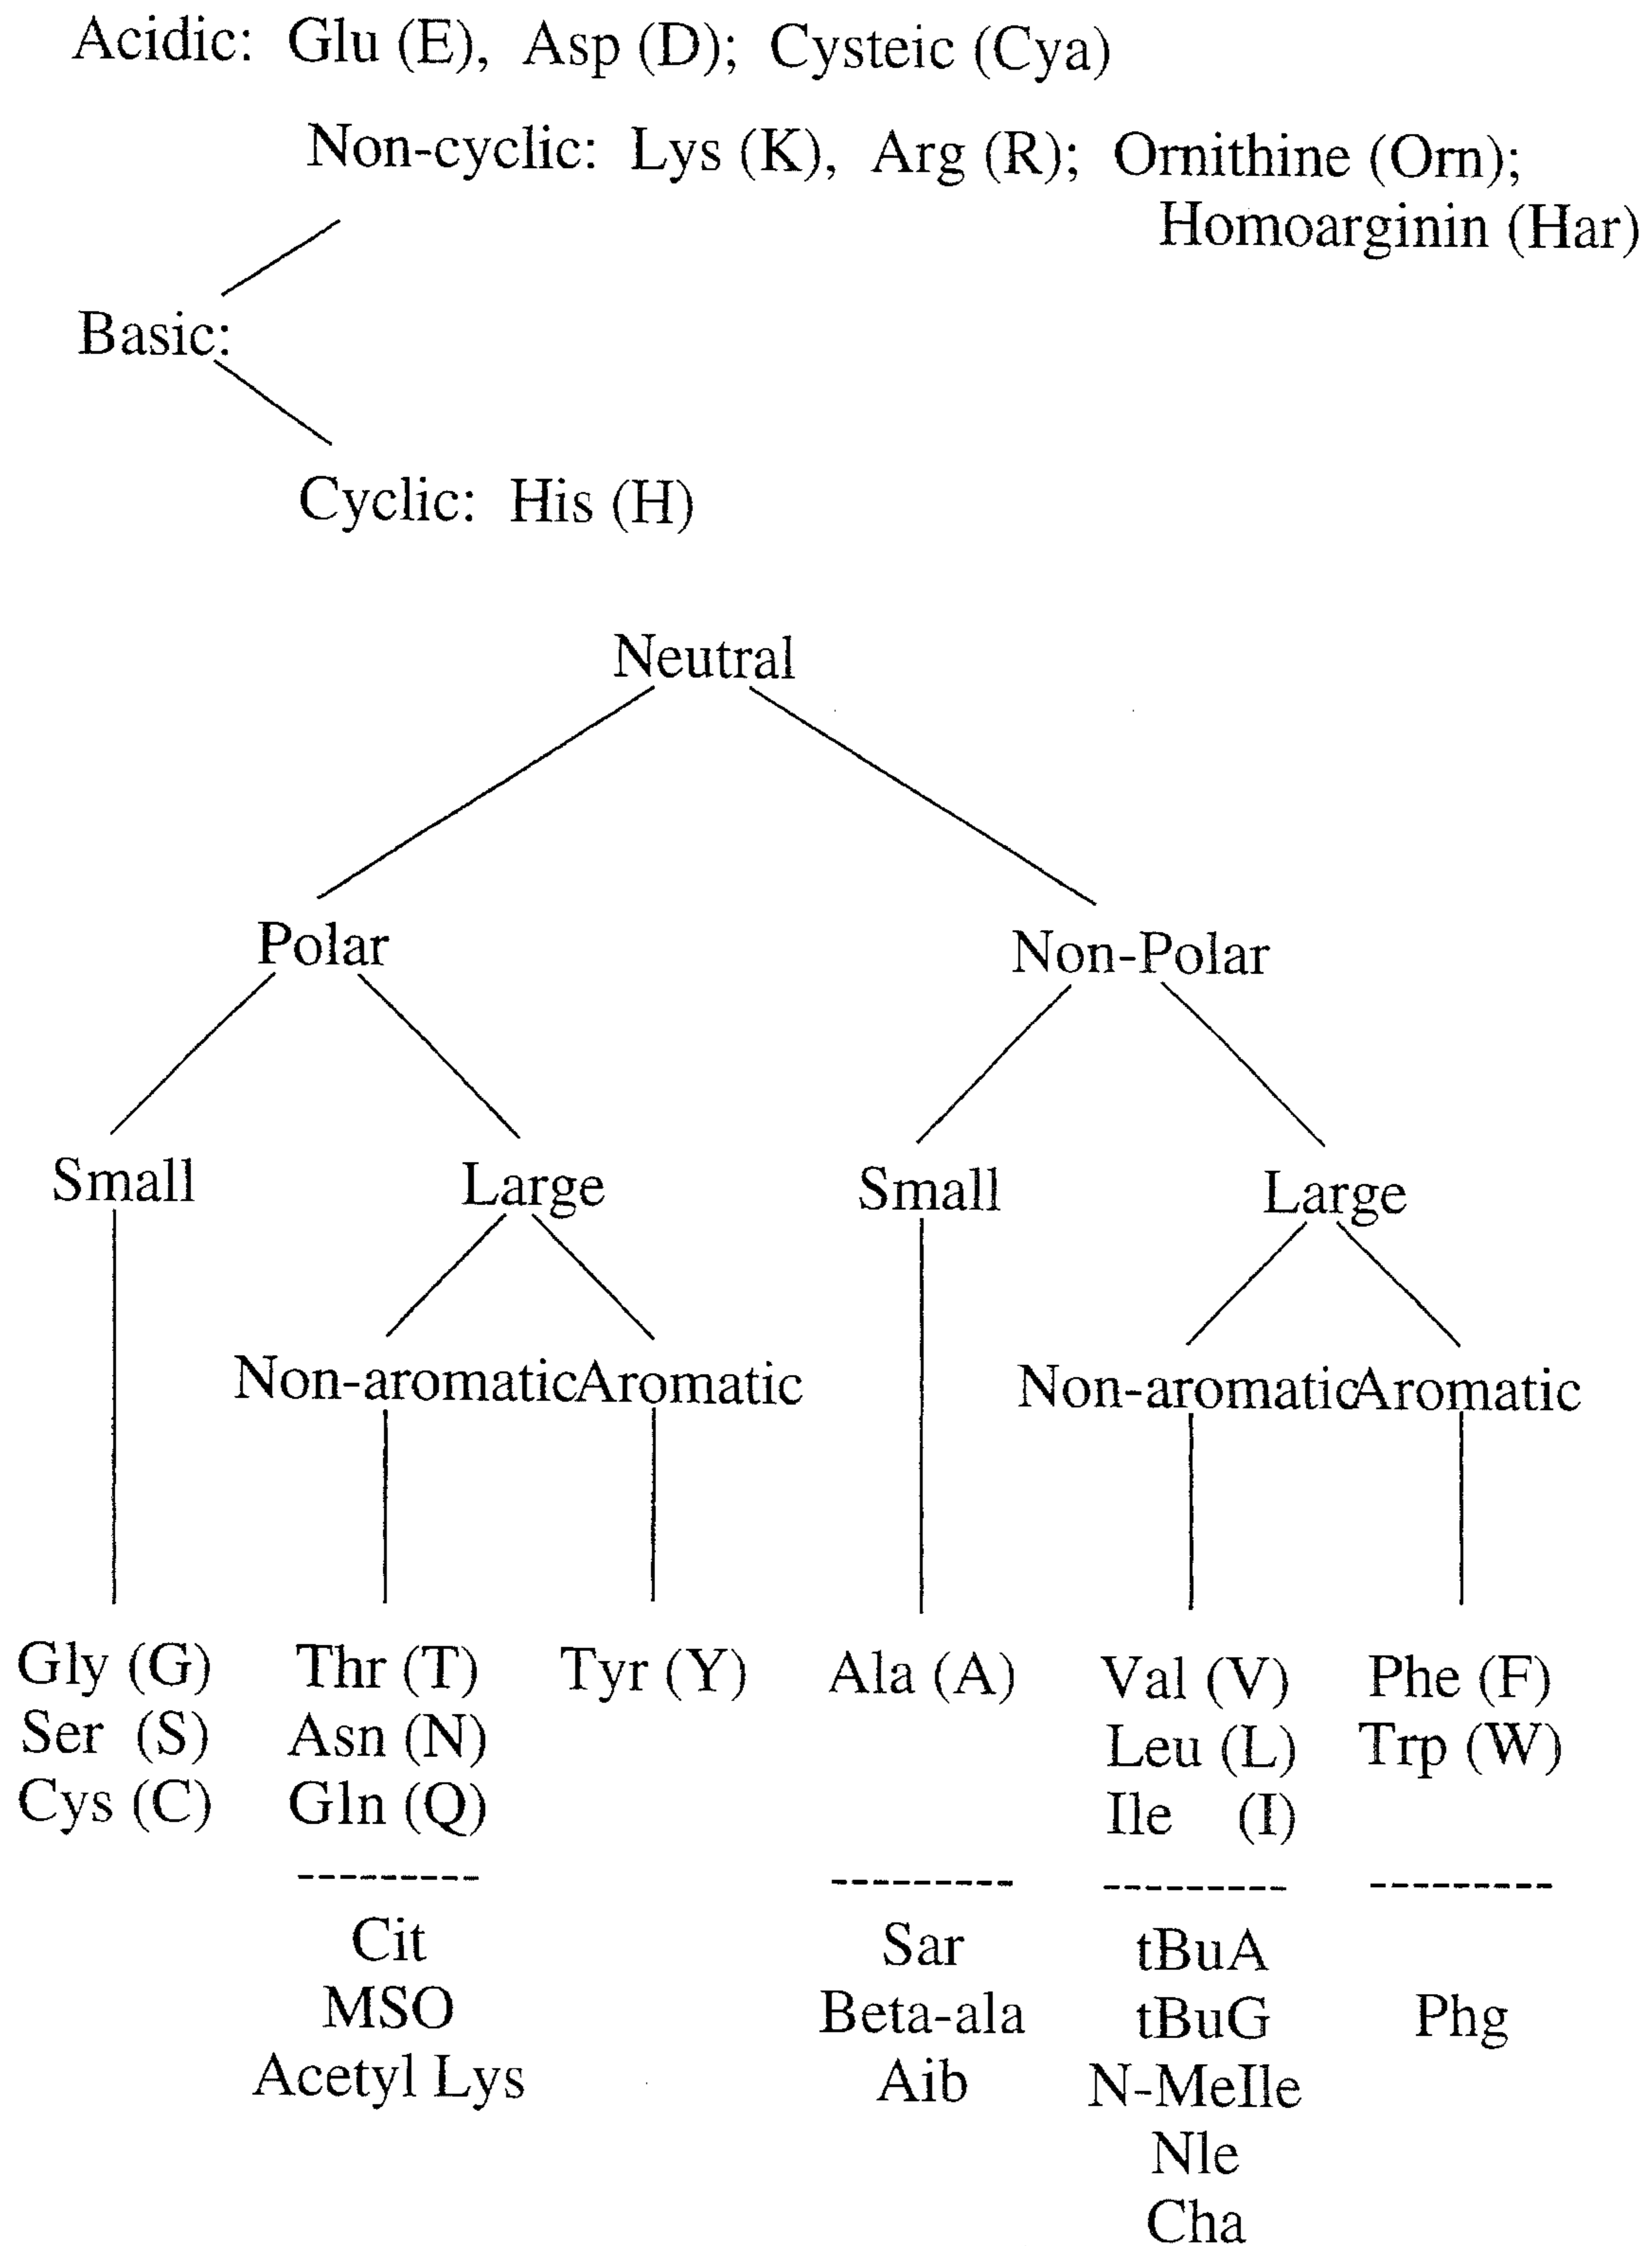 Acidic: Glu (E), Asp (D); Cysteic (Cya)
Non-cyclic: Lys (K), Arg (R); Ornithine (Orn);
Homoarginin (Har)
Basic:
Cyclic: His (H)
Neutral
Polar Non-Polar
Small Large Small Large
Non-aromatic Aromatic Non-aromatic Aromatic
Gly (G) Thr (T) Tyr (Y) Ala (A) Val (V) Phe (F)
Ser (S) Asn (N) Leu (L) Trp (W)
Cys (C) Gln (Q) Ile (I)
--------- --------- --------- ---------
Cit Sar tBuA
MSO Beta-ala tBuG Phg
Acetyl Lys Aib N-MeIle
Nle
Cha